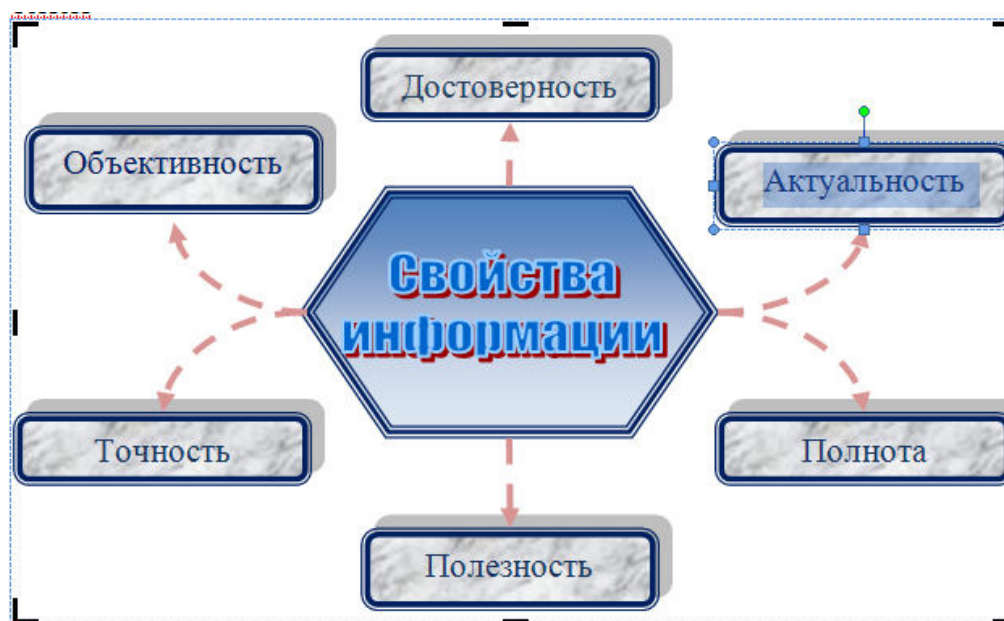 Достоверность
Объективность
Актуальность
Свойства
информации
Точность
Полнота
Полезность